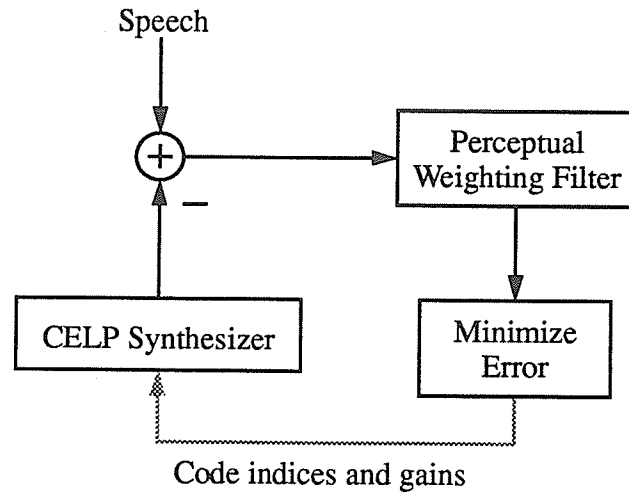 Speech
+
−
Perceptual
Weighting Filter
CELP Synthesizer
Minimize
Error
Code indices and gains